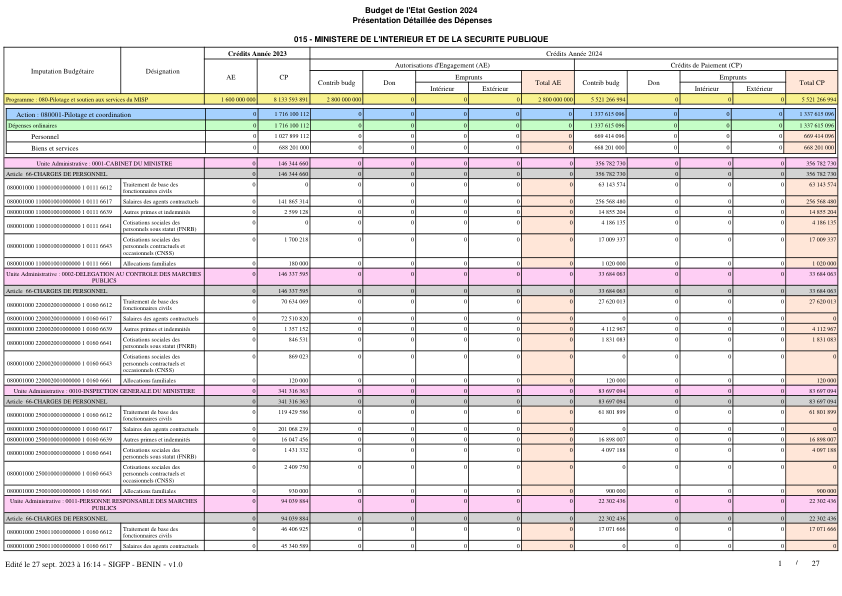 Budget de l'Etat Gestion 2024
Présentation Détaillée des Dépenses
015 - MINISTERE DE L'INTERIEUR ET DE LA SECURITE PUBLIQUE
Imputation Budgétaire Désignation Crédits Année 2023 Crédits Année 2024
AE CP Autorisations d'Engagement (AE) Crédits de Paiement (CP)
Contrib budg Don Emprunts Total AE Contrib budg Don Emprunts Total CP
Intérieur Extérieur Intérieur Extérieur
Programme : 080-Pilotage et soutien aux services du MISP 1 600 000 000 8 133 593 891 2 800 000 000 0 0 0 2 800 000 000 5 521 266 994 0 0 0 5 521 266 994
Action : 080001-Pilotage et coordination 0 1 716 100 112 0 0 0 0 0 1 337 615 096 0 0 0 1 337 615 096
Dépenses ordinaires 0 1 716 100 112 0 0 0 0 0 1 337 615 096 0 0 0 1 337 615 096
Personnel 0 1 027 899 112 0 0 0 0 0 669 414 096 0 0 0 669 414 096
Biens et services 0 688 201 000 0 0 0 0 0 668 201 000 0 0 0 668 201 000
Unite Administrative : 0001-CABINET DU MINISTRE 0 146 344 660 0 0 0 0 0 356 782 730 0 0 0 356 782 730
Article 66-CHARGES DE PERSONNEL 0 146 344 660 0 0 0 0 0 356 782 730 0 0 0 356 782 730
080001000 1100010010000000 1 0111 6612 Traitement de base des 0 0 0 0 0 0 0 63 143 574 0 0 0 63 143 574
fonctionnaires civils
080001000 1100010010000000 1 0111 6617 Salaires des agents contractuels 0 141 865 314 0 0 0 0 0 256 568 480 0 0 0 256 568 480
080001000 1100010010000000 1 0111 6639 Autres primes et indemnités 0 2 599 128 0 0 0 0 0 14 855 204 0 0 0 14 855 204
080001000 1100010010000000 1 0111 6641 Cotisations sociales des 0 0 0 0 0 0 0 4 186 135 0 0 0 4 186 135
personnels sous statut (FNRB)
080001000 1100010010000000 1 0111 6643 Cotisations sociales des 0 1 700 218 0 0 0 0 0 17 009 337 0 0 0 17 009 337
personnels contractuels et
occasionnels (CNSS)
080001000 1100010010000000 1 0111 6661 Allocations familiales 0 180 000 0 0 0 0 0 1 020 000 0 0 0 1 020 000
Unite Administrative : 0002-DELEGATION AU CONTROLE DES MARCHES 0 146 337 595 0 0 0 0 0 33 684 063 0 0 0 33 684 063
PUBLICS
Article 66-CHARGES DE PERSONNEL 0 146 337 595 0 0 0 0 0 33 684 063 0 0 0 33 684 063
080001000 2200020010000000 1 0160 6612 Traitement de base des 0 70 634 069 0 0 0 0 0 27 620 013 0 0 0 27 620 013
fonctionnaires civils
080001000 2200020010000000 1 0160 6617 Salaires des agents contractuels 0 72 510 820 0 0 0 0 0 0 0 0 0 0
080001000 2200020010000000 1 0160 6639 Autres primes et indemnités 0 1 357 152 0 0 0 0 0 4 112 967 0 0 0 4 112 967
080001000 2200020010000000 1 0160 6641 Cotisations sociales des 0 846 531 0 0 0 0 0 1 831 083 0 0 0 1 831 083
personnels sous statut (FNRB)
080001000 2200020010000000 1 0160 6643 Cotisations sociales des 0 869 023 0 0 0 0 0 0 0 0 0 0
personnels contractuels et
occasionnels (CNSS)
080001000 2200020010000000 1 0160 6661 Allocations familiales 0 120 000 0 0 0 0 0 120 000 0 0 0 120 000
Unite Administrative : 0010-INSPECTION GENERALE DU MINISTERE 0 341 316 363 0 0 0 0 0 83 697 094 0 0 0 83 697 094
Article 66-CHARGES DE PERSONNEL 0 341 316 363 0 0 0 0 0 83 697 094 0 0 0 83 697 094
080001000 2500100010000000 1 0160 6612 Traitement de base des 0 119 429 586 0 0 0 0 0 61 801 899 0 0 0 61 801 899
fonctionnaires civils
080001000 2500100010000000 1 0160 6617 Salaires des agents contractuels 0 201 068 239 0 0 0 0 0 0 0 0 0 0
080001000 2500100010000000 1 0160 6639 Autres primes et indemnités 0 16 047 456 0 0 0 0 0 16 898 007 0 0 0 16 898 007
080001000 2500100010000000 1 0160 6641 Cotisations sociales des 0 1 431 332 0 0 0 0 0 4 097 188 0 0 0 4 097 188
personnels sous statut (FNRB)
080001000 2500100010000000 1 0160 6643 Cotisations sociales des 0 2 409 750 0 0 0 0 0 0 0 0 0 0
personnels contractuels et
occasionnels (CNSS)
080001000 2500100010000000 1 0160 6661 Allocations familiales 0 930 000 0 0 0 0 0 900 000 0 0 0 900 000
Unite Administrative : 0011-PERSONNE RESPONSABLE DES MARCHES 0 94 039 884 0 0 0 0 0 22 302 436 0 0 0 22 302 436
PUBLICS
Article 66-CHARGES DE PERSONNEL 0 94 039 884 0 0 0 0 0 22 302 436 0 0 0 22 302 436
080001000 2500110010000000 1 0160 6612 Traitement de base des 0 46 406 925 0 0 0 0 0 17 071 666 0 0 0 17 071 666
fonctionnaires civils
080001000 2500110010000000 1 0160 6617 Salaires des agents contractuels 0 45 340 589 0 0 0 0 0 0 0 0 0 0
Edité le 27 sept. 2023 à 16:14 - SIGFP - BENIN - v1.0 1 / 27